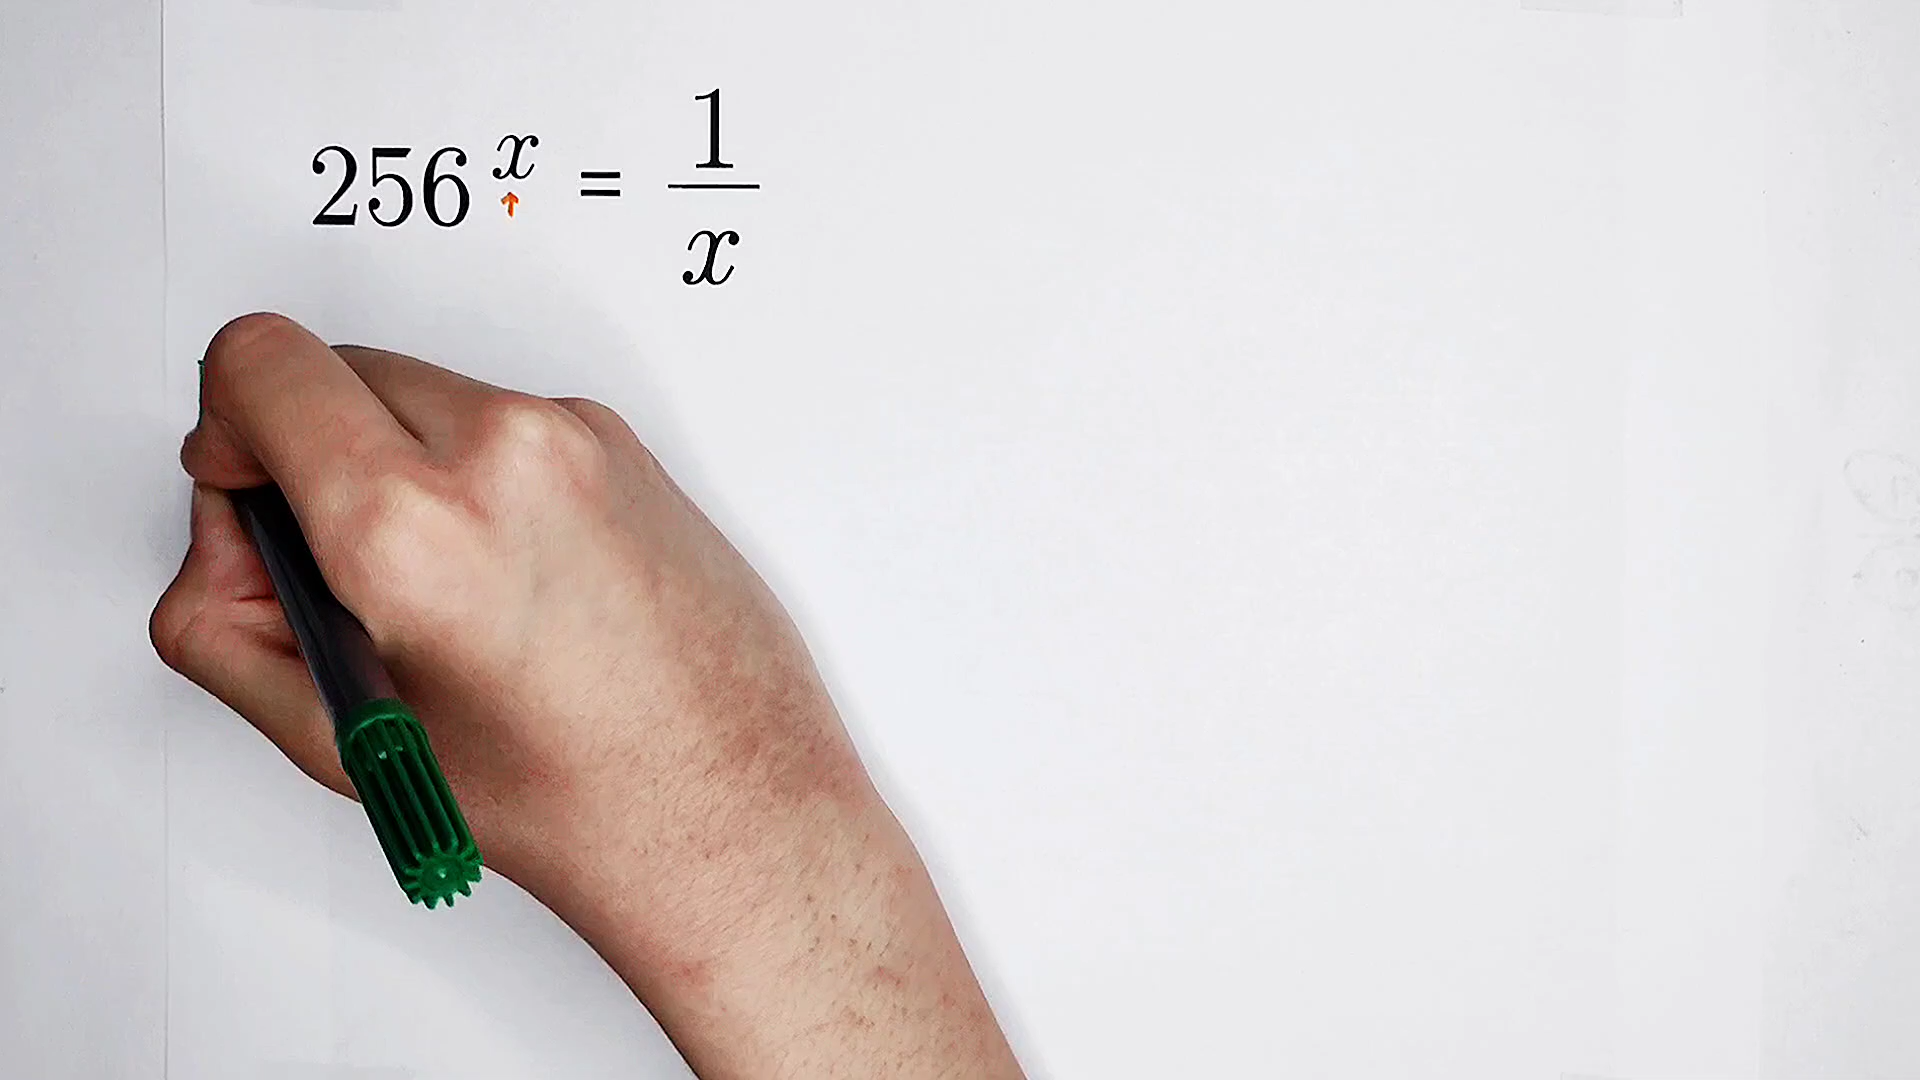 256^x = 1/x